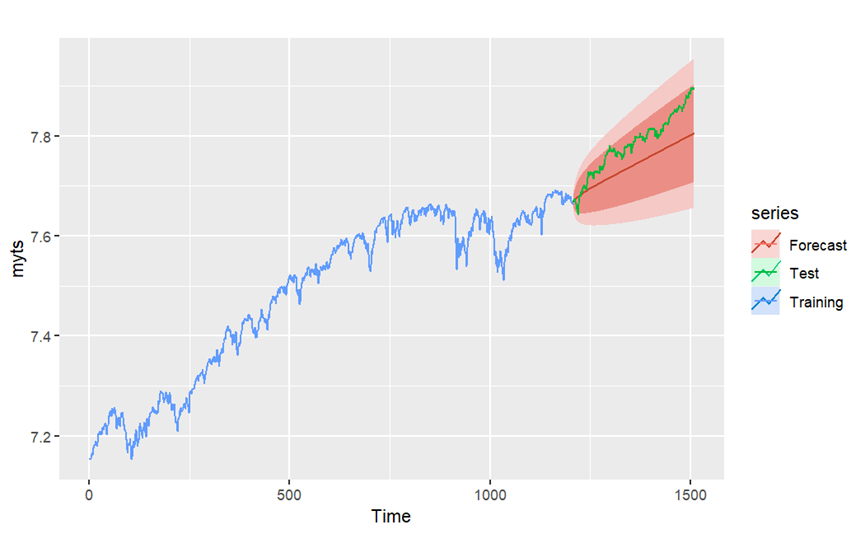 7.8
7.6
7.4
7.2
myts
0
500
1000
1500
Time
series
Forecast
Test
Training